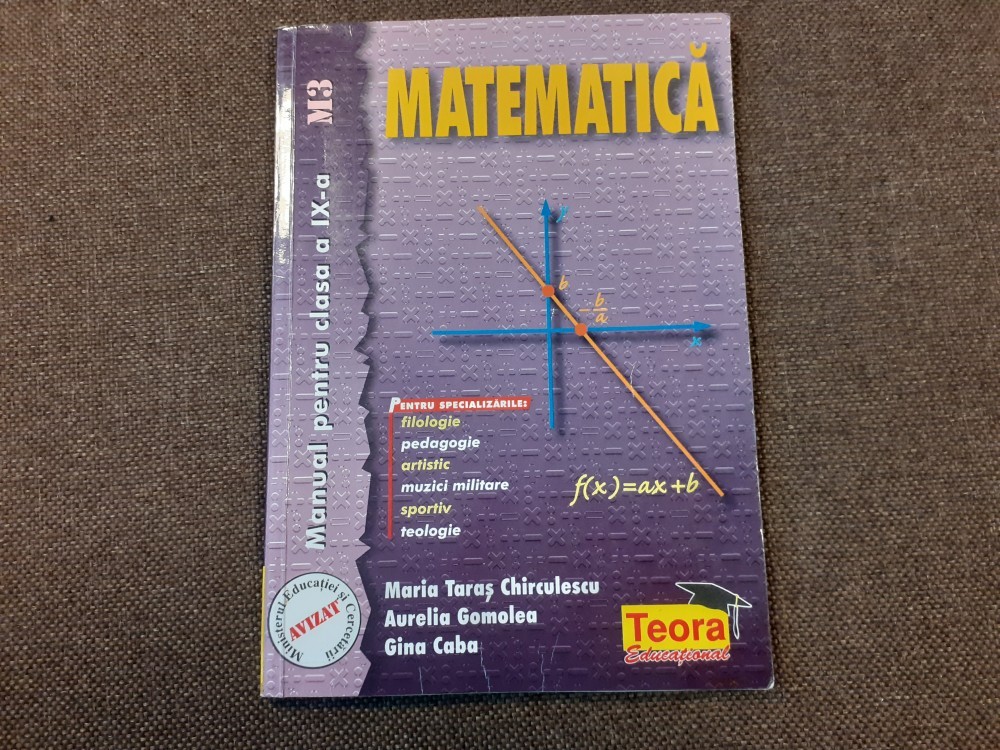 MATEMATICĂ
M3
Manual pentru clasa a IX-a
y
b
-b/a
x
PENTRU SPECIALIZĂRILE:
filologie
pedagogie
artistic
muzici militare
sportiv
teologie
f(x)=ax+b
Maria Taraș Chirculescu
Aurelia Gomolea
Gina Caba
Ministerul Educației și Cercetării
AVIZAT
Teora
Educațional